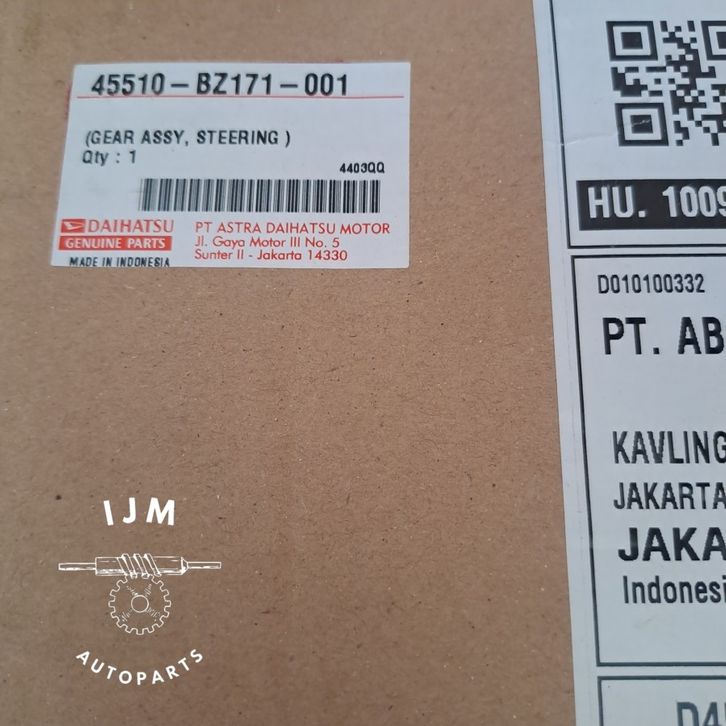 45510-BZ171-001
(GEAR ASSY, STEERING )
Qty : 1
4403QQ
DAIHATSU
GENUINE PARTS
MADE IN INDONESIA
PT ASTRA DAIHATSU MOTOR
Jl. Gaya Motor III No. 5
Sunter II - Jakarta 14330
HU. 1009
D010100332
PT. AB
KAVLING
JAKARTA
JAKA
Indonesi
IJM
AUTOPARTS